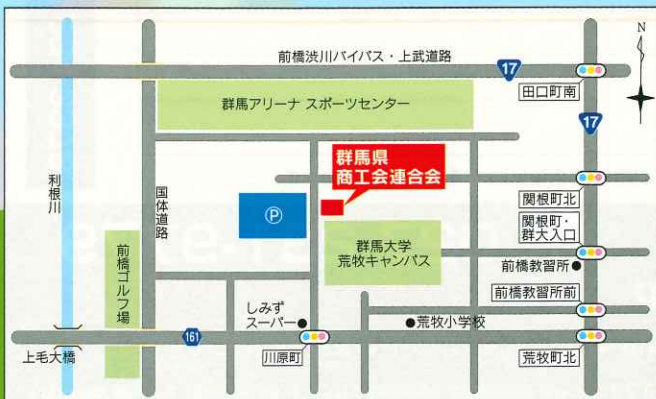 前橋渋川バイパス・上武道路
17
N
田口町南
群馬アリーナ スポーツセンター
17
群馬県
商工会連合会
利根川
国体道路
P
関根町北
関根町・
群大入口
群馬大学
荒牧キャンパス
前橋ゴルフ場
前橋教習所
前橋教習所前
しみず
スーパー
荒牧小学校
161
上毛大橋
川原町
荒牧町北